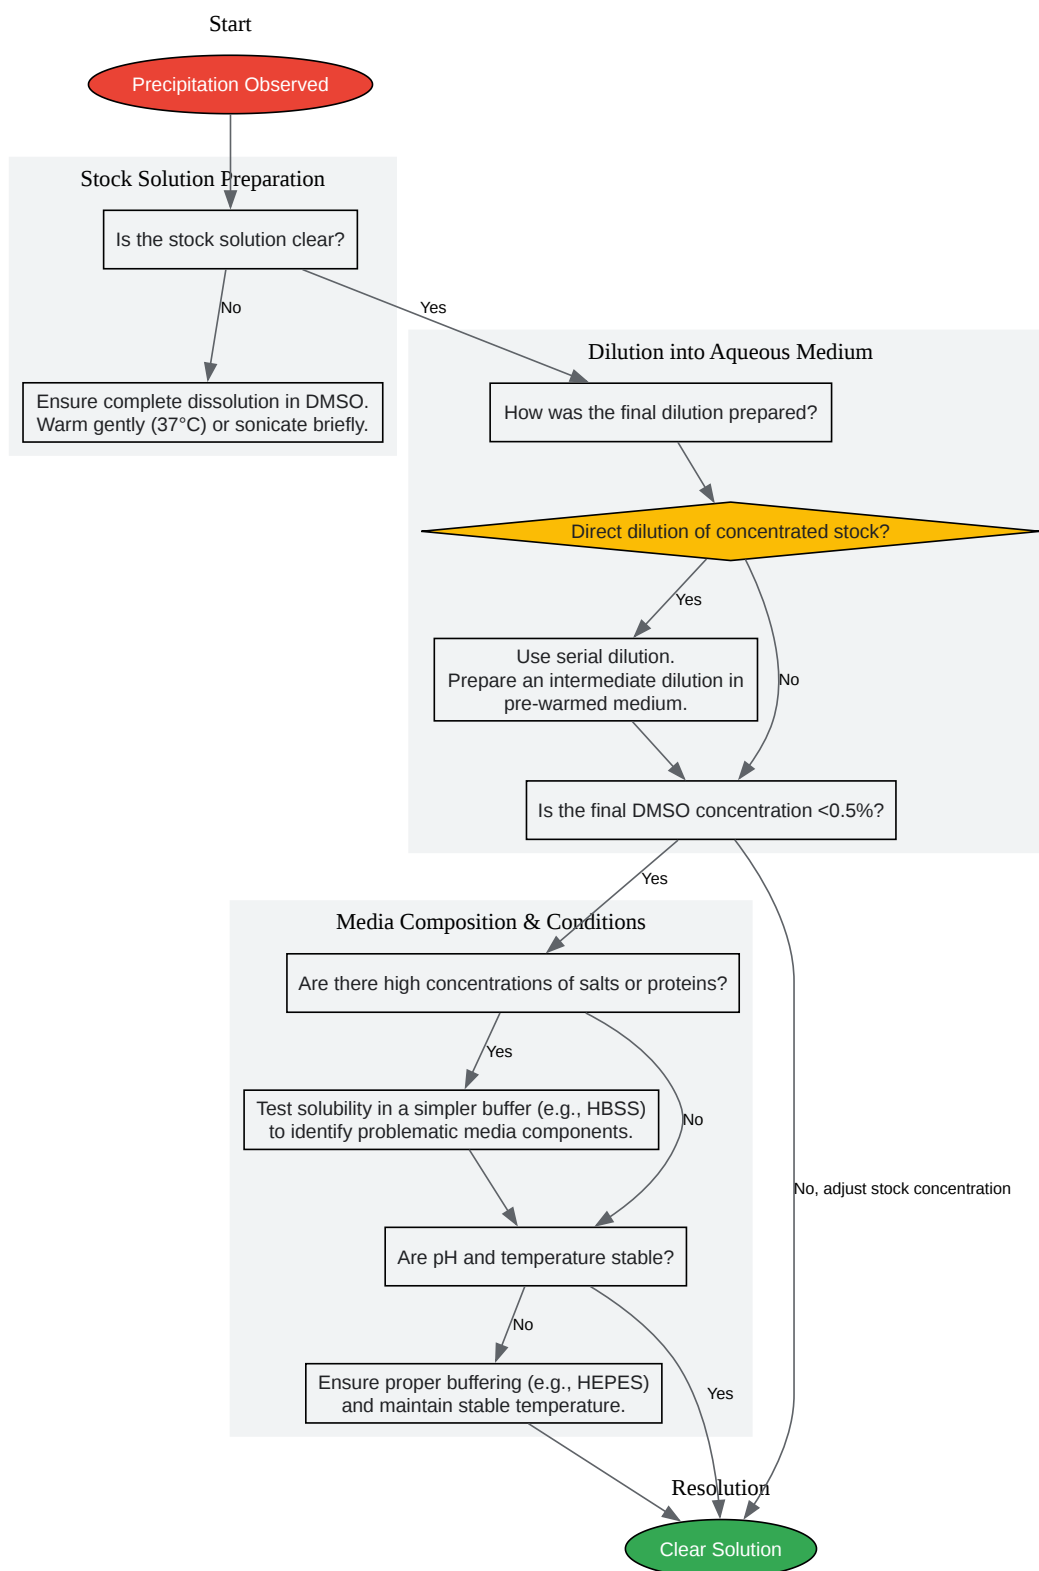 Start
Precipitation Observed
Stock Solution Preparation
Is the stock solution clear?
No
Yes
Ensure complete dissolution in DMSO.
Warm gently (37°C) or sonicate briefly.
Dilution into Aqueous Medium
How was the final dilution prepared?
Direct dilution of concentrated stock?
Yes
No
Use serial dilution.
Prepare an intermediate dilution in
pre-warmed medium.
Is the final DMSO concentration <0.5%?
Yes
No, adjust stock concentration
Media Composition & Conditions
Are there high concentrations of salts or proteins?
Yes
No
Test solubility in a simpler buffer (e.g., HBSS)
to identify problematic media components.
Are pH and temperature stable?
No
Yes
Ensure proper buffering (e.g., HEPES)
and maintain stable temperature.
Resolution
Clear Solution